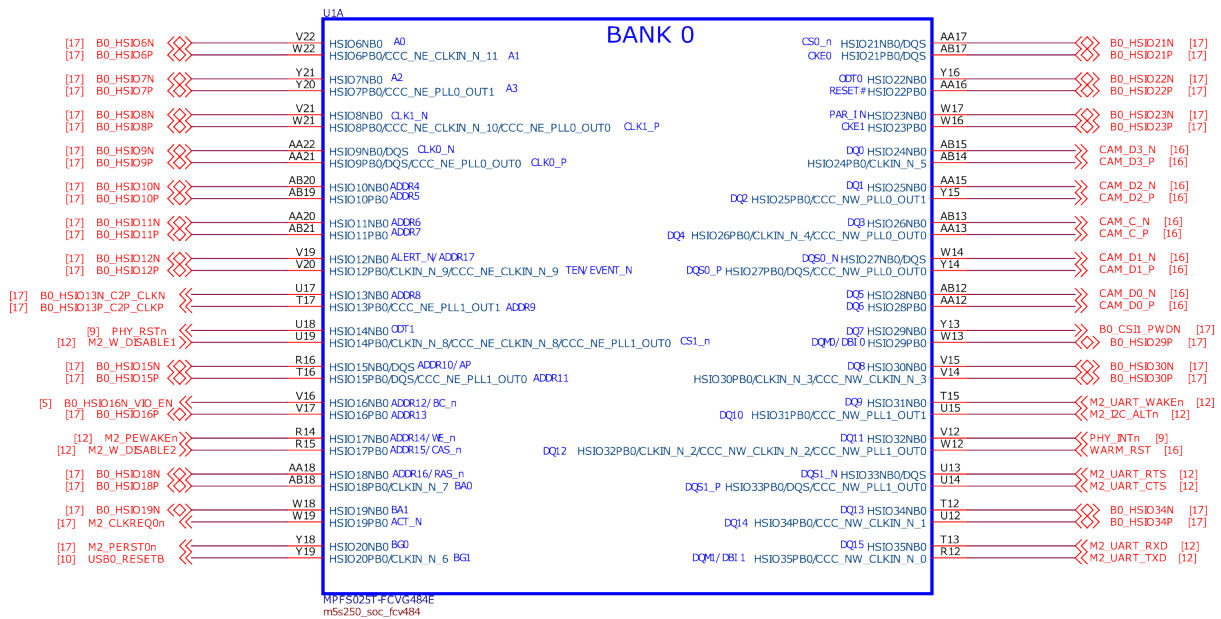 U1A
BANK 0
[17] B0_HSIO6N V22 HSIO6NB0 A0 CS0_n HSIO21NB0/DQS AA17 B0_HSIO21N [17]
[17] B0_HSIO6P W22 HSIO6PB0/CCC_NE_CLKIN_N_11 A1 CKE0 HSIO21PB0/DQS AB17 B0_HSIO21P [17]
[17] B0_HSIO7N Y21 HSIO7NB0 A2 ODT0 HSIO22NB0 Y16 B0_HSIO22N [17]
[17] B0_HSIO7P Y20 HSIO7PB0/CCC_NE_PLL0_OUT1 A3 RESET# HSIO22PB0 AA16 B0_HSIO22P [17]
[17] B0_HSIO8N V21 HSIO8NB0 CLK1_N PAR_IN HSIO23NB0 W17 B0_HSIO23N [17]
[17] B0_HSIO8P W21 HSIO8PB0/CCC_NE_CLKIN_N_10/CCC_NE_PLL0_OUT0 CLK1_P CKE1 HSIO23PB0 W16 B0_HSIO23P [17]
[17] B0_HSIO9N AA22 HSIO9NB0/DQS CLK0_N DQ0 HSIO24NB0 AB15 CAM_D3_N [16]
[17] B0_HSIO9P AA21 HSIO9PB0/DQS/CCC_NE_PLL0_OUT0 CLK0_P HSIO24PB0/CLKIN_N_5 AB14 CAM_D3_P [16]
[17] B0_HSIO10N AB20 HSIO10NB0 ADDR4 DQ1 HSIO25NB0 AA15 CAM_D2_N [16]
[17] B0_HSIO10P AB19 HSIO10PB0 ADDR5 DQ2 HSIO25PB0/CCC_NW_PLL0_OUT1 Y15 CAM_D2_P [16]
[17] B0_HSIO11N AA20 HSIO11NB0 ADDR6 DQ3 HSIO26NB0 AB13 CAM_C_N [16]
[17] B0_HSIO11P AB21 HSIO11PB0 ADDR7 DQ4 HSIO26PB0/CLKIN_N_4/CCC_NW_PLL0_OUT0 AA13 CAM_C_P [16]
[17] B0_HSIO12N V19 HSIO12NB0 ALERT_N/ADDR17 DQS0_N HSIO27NB0/DQS W14 CAM_D1_N [16]
[17] B0_HSIO12P V20 HSIO12PB0/CLKIN_N_9/CCC_NE_CLKIN_N_9 TEN/EVENT_N DQS0_P HSIO27PB0/DQS/CCC_NW_PLL0_OUT0 Y14 CAM_D1_P [16]
[17] B0_HSIO13N_C2P_CLKN U17 HSIO13NB0 ADDR8 DQ5 HSIO28NB0 AB12 CAM_D0_N [16]
[17] B0_HSIO13P_C2P_CLKP T17 HSIO13PB0/CCC_NE_PLL1_OUT1 ADDR9 DQ6 HSIO28PB0 AA12 CAM_D0_P [16]
[9] PHY_RSTn U18 HSIO14NB0 ODT1 DQ7 HSIO29NB0 Y13 B0_CSI1_PWDN [17]
[12] M2_W_DISABLE1 U19 HSIO14PB0/CLKIN_N_8/CCC_NE_CLKIN_N_8/CCC_NE_PLL1_OUT0 CS1_n DQM0/DBI0 HSIO29PB0 W13 B0_HSIO29P [17]
[17] B0_HSIO15N R16 HSIO15NB0/DQS ADDR10/AP DQ8 HSIO30NB0 V15 B0_HSIO30N [17]
[17] B0_HSIO15P T16 HSIO15PB0/DQS/CCC_NE_PLL1_OUT0 ADDR11 HSIO30PB0/CLKIN_N_3/CCC_NW_CLKIN_N_3 V14 B0_HSIO30P [17]
[5] B0_HSIO16N_VIO_EN V16 HSIO16NB0 ADDR12/BC_n DQ9 HSIO31NB0 T15 M2_UART_WAKEn [12]
[17] B0_HSIO16P V17 HSIO16PB0 ADDR13 DQ10 HSIO31PB0/CCC_NW_PLL1_OUT1 U15 M2_I2C_ALTn [12]
[12] M2_PEWAKEn R14 HSIO17NB0 ADDR14/WE_n DQ11 HSIO32NB0 V12 PHY_INTn [9]
[12] M2_W_DISABLE2 R15 HSIO17PB0 ADDR15/CAS_n DQ12 HSIO32PB0/CLKIN_N_2/CCC_NW_CLKIN_N_2/CCC_NW_PLL1_OUT0 W12 WARM_RST [16]
[17] B0_HSIO18N AA18 HSIO18NB0 ADDR16/RAS_n DQS1_N HSIO33NB0/DQS U13 M2_UART_RTS [12]
[17] B0_HSIO18P AB18 HSIO18PB0/CLKIN_N_7 BA0 DQS1_P HSIO33PB0/DQS/CCC_NW_PLL1_OUT0 U14 M2_UART_CTS [12]
[17] B0_HSIO19N W18 HSIO19NB0 BA1 DQ13 HSIO34NB0 T12 B0_HSIO34N [17]
[17] M2_CLKREQ0n W19 HSIO19PB0 ACT_N DQ14 HSIO34PB0/CCC_NW_CLKIN_N_1 U12 B0_HSIO34P [17]
[17] M2_PERST0n Y18 HSIO20NB0 BG0 DQ15 HSIO35NB0 T13 M2_UART_RXD [12]
[10] USB0_RESETB Y19 HSIO20PB0/CLKIN_N_6 BG1 DQM1/DBI1 HSIO35PB0/CCC_NW_CLKIN_N_0 R12 M2_UART_TXD [12]
MPFS025T-FCVG484E
m5s250_soc_fcv484